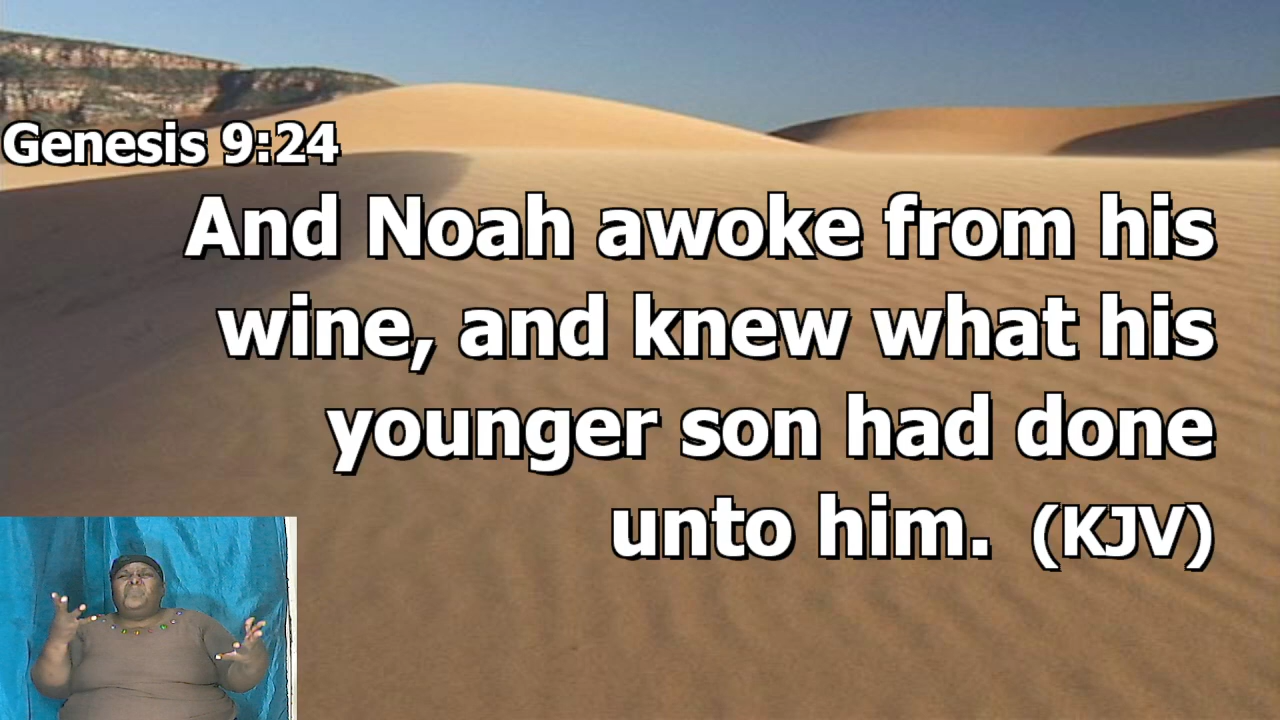 Genesis 9:24
And Noah awoke from his
wine, and knew what his
younger son had done
unto him. (KJV)